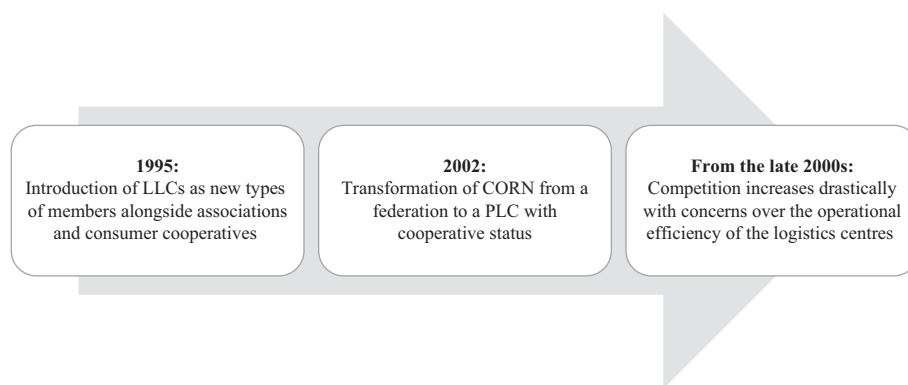 1995:
Introduction of LLCs as new types
of members alongside associations
and consumer cooperatives
2002:
Transformation of CORN from a
federation to a PLC with
cooperative status
From the late 2000s:
Competition increases drastically
with concerns over the operational
efficiency of the logistics centres